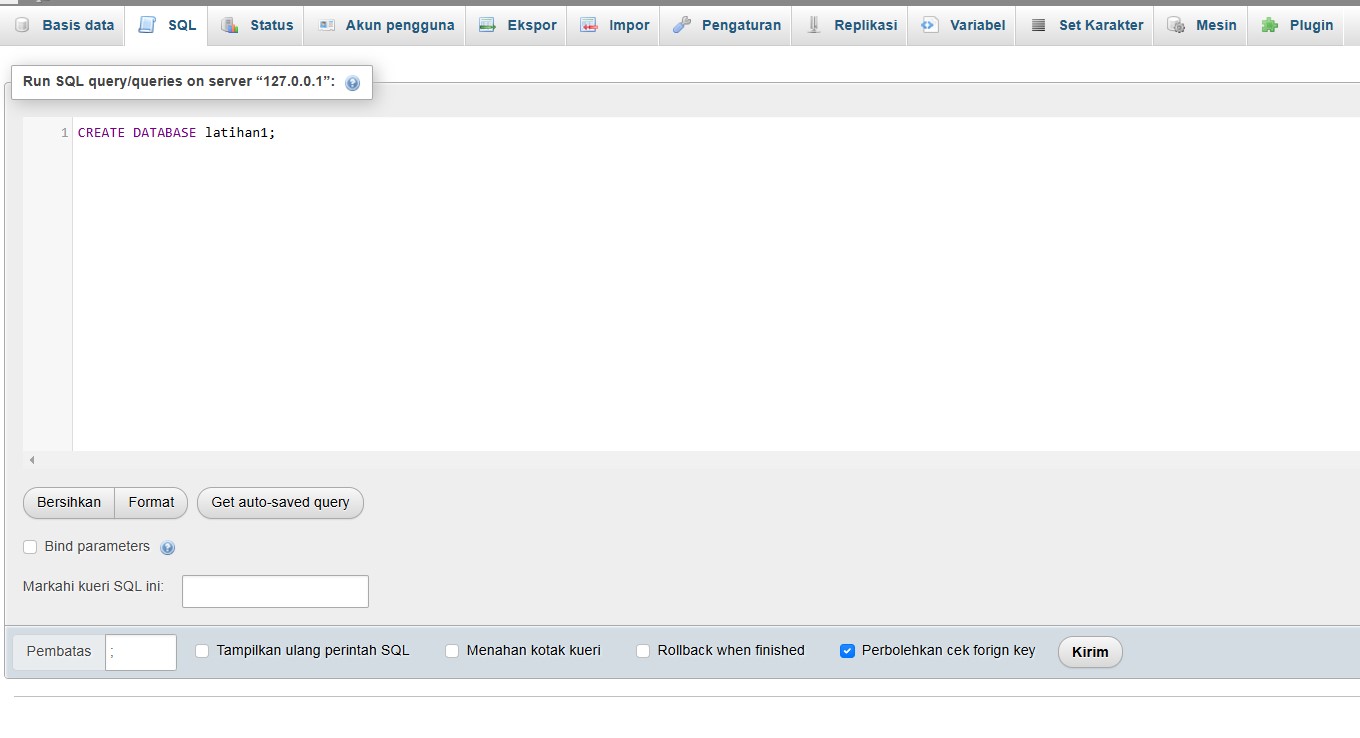 Basis data SQL Status Akun pengguna Ekspor Impor Pengaturan Replikasi Variabel Set Karakter Mesin Plugin
Run SQL query/queries on server “127.0.0.1”:
1 CREATE DATABASE latihan1;
Bersihkan Format Get auto-saved query
Bind parameters
Markahi kueri SQL ini:
Pembatas ; Tampilkan ulang perintah SQL Menahan kotak kueri Rollback when finished Perbolehkan cek forign key Kirim